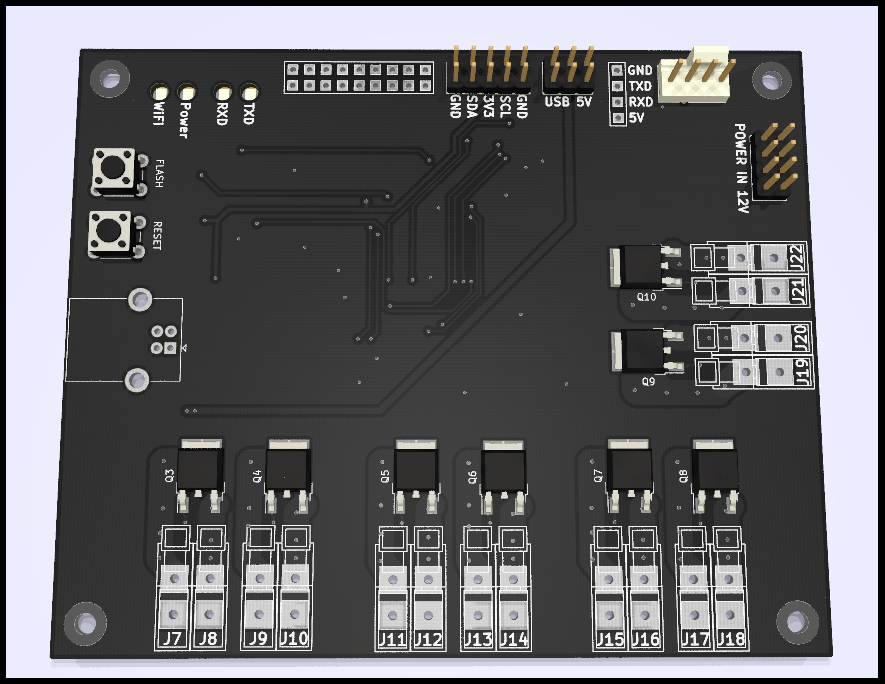 WiFi
Power
RXD
TXD
GND
SDA
3V3
SCL
GND
USB 5V
GND
TXD
RXD
5V
POWER IN 12V
FLASH
RESET
J22
J21
Q10
J20
J19
Q9
Q3
Q4
Q5
Q6
Q7
Q8
J7
J8
J9
J10
J11
J12
J13
J14
J15
J16
J17
J18